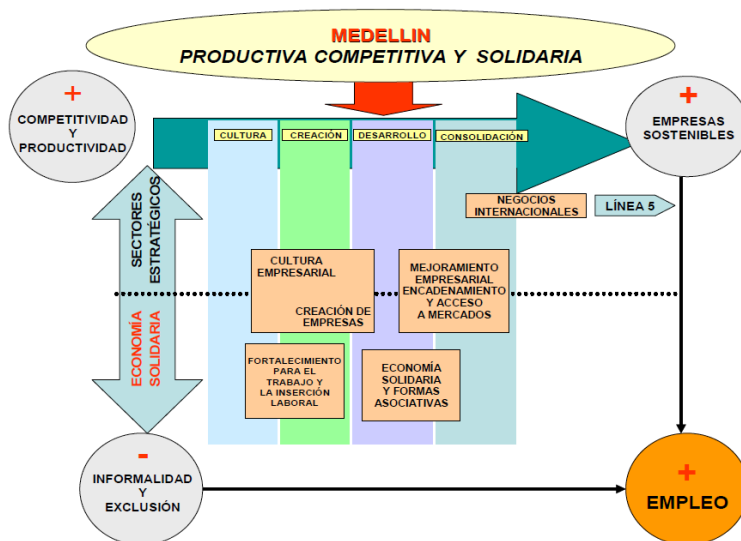 MEDELLIN
PRODUCTIVA COMPETITIVA Y SOLIDARIA
+
COMPETITIVIDAD
Y
PRODUCTIVIDAD
CULTURA
CREACIÓN
DESARROLLO
CONSOLIDACIÓN
+
EMPRESAS
SOSTENIBLES
NEGOCIOS
INTERNACIONALES
LÍNEA 5
SECTORES
ESTRATÉGICOS
ECONOMÍA
SOLIDARIA
CULTURA
EMPRESARIAL
CREACIÓN DE
EMPRESAS
MEJORAMIENTO
EMPRESARIAL
ENCADENAMIENTO
Y ACCESO
A MERCADOS
FORTALECIMIENTO
PARA EL
TRABAJO Y
LA INSERCIÓN
LABORAL
ECONOMÍA
SOLIDARIA
Y FORMAS
ASOCIATIVAS
-
INFORMALIDAD
Y
EXCLUSIÓN
+
EMPLEO